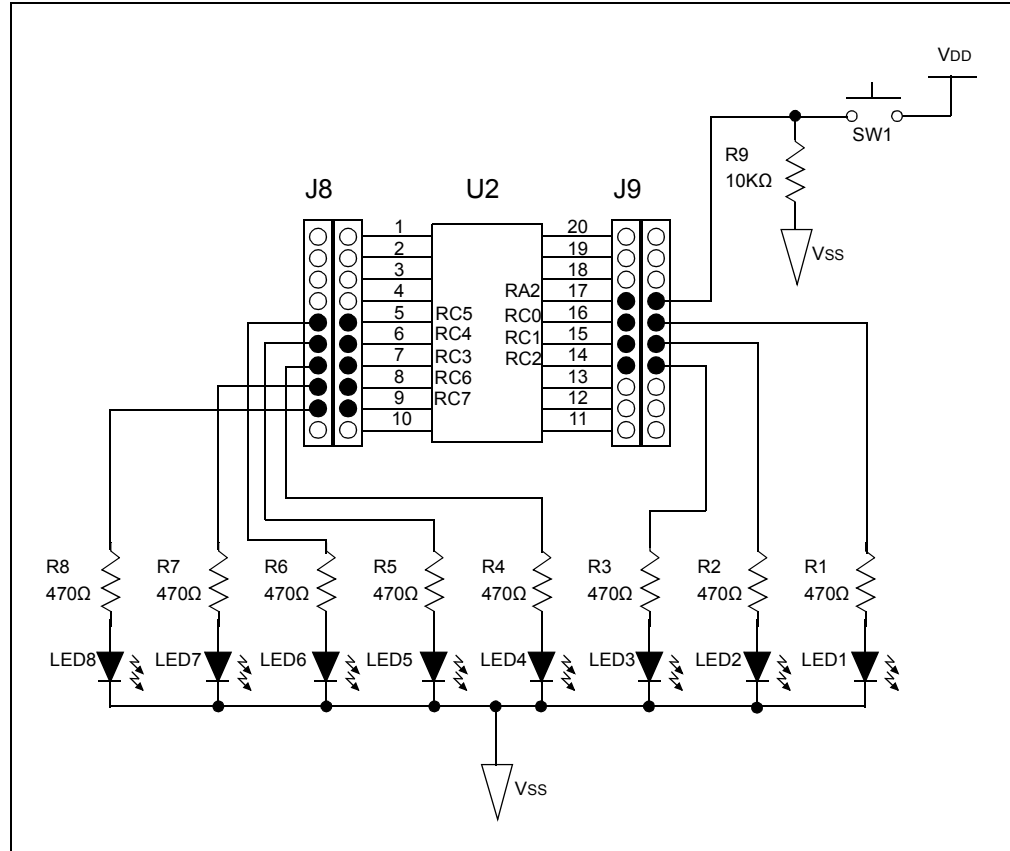 VDD
SW1
R9
10KΩ
VSS
J8
U2
J9
1
2
3
4
5
6
7
8
9
10
RC5
RC4
RC3
RC6
RC7
RA2
RC0
RC1
RC2
20
19
18
17
16
15
14
13
12
11
R8
470Ω
R7
470Ω
R6
470Ω
R5
470Ω
R4
470Ω
R3
470Ω
R2
470Ω
R1
470Ω
LED8
LED7
LED6
LED5
LED4
LED3
LED2
LED1
VSS